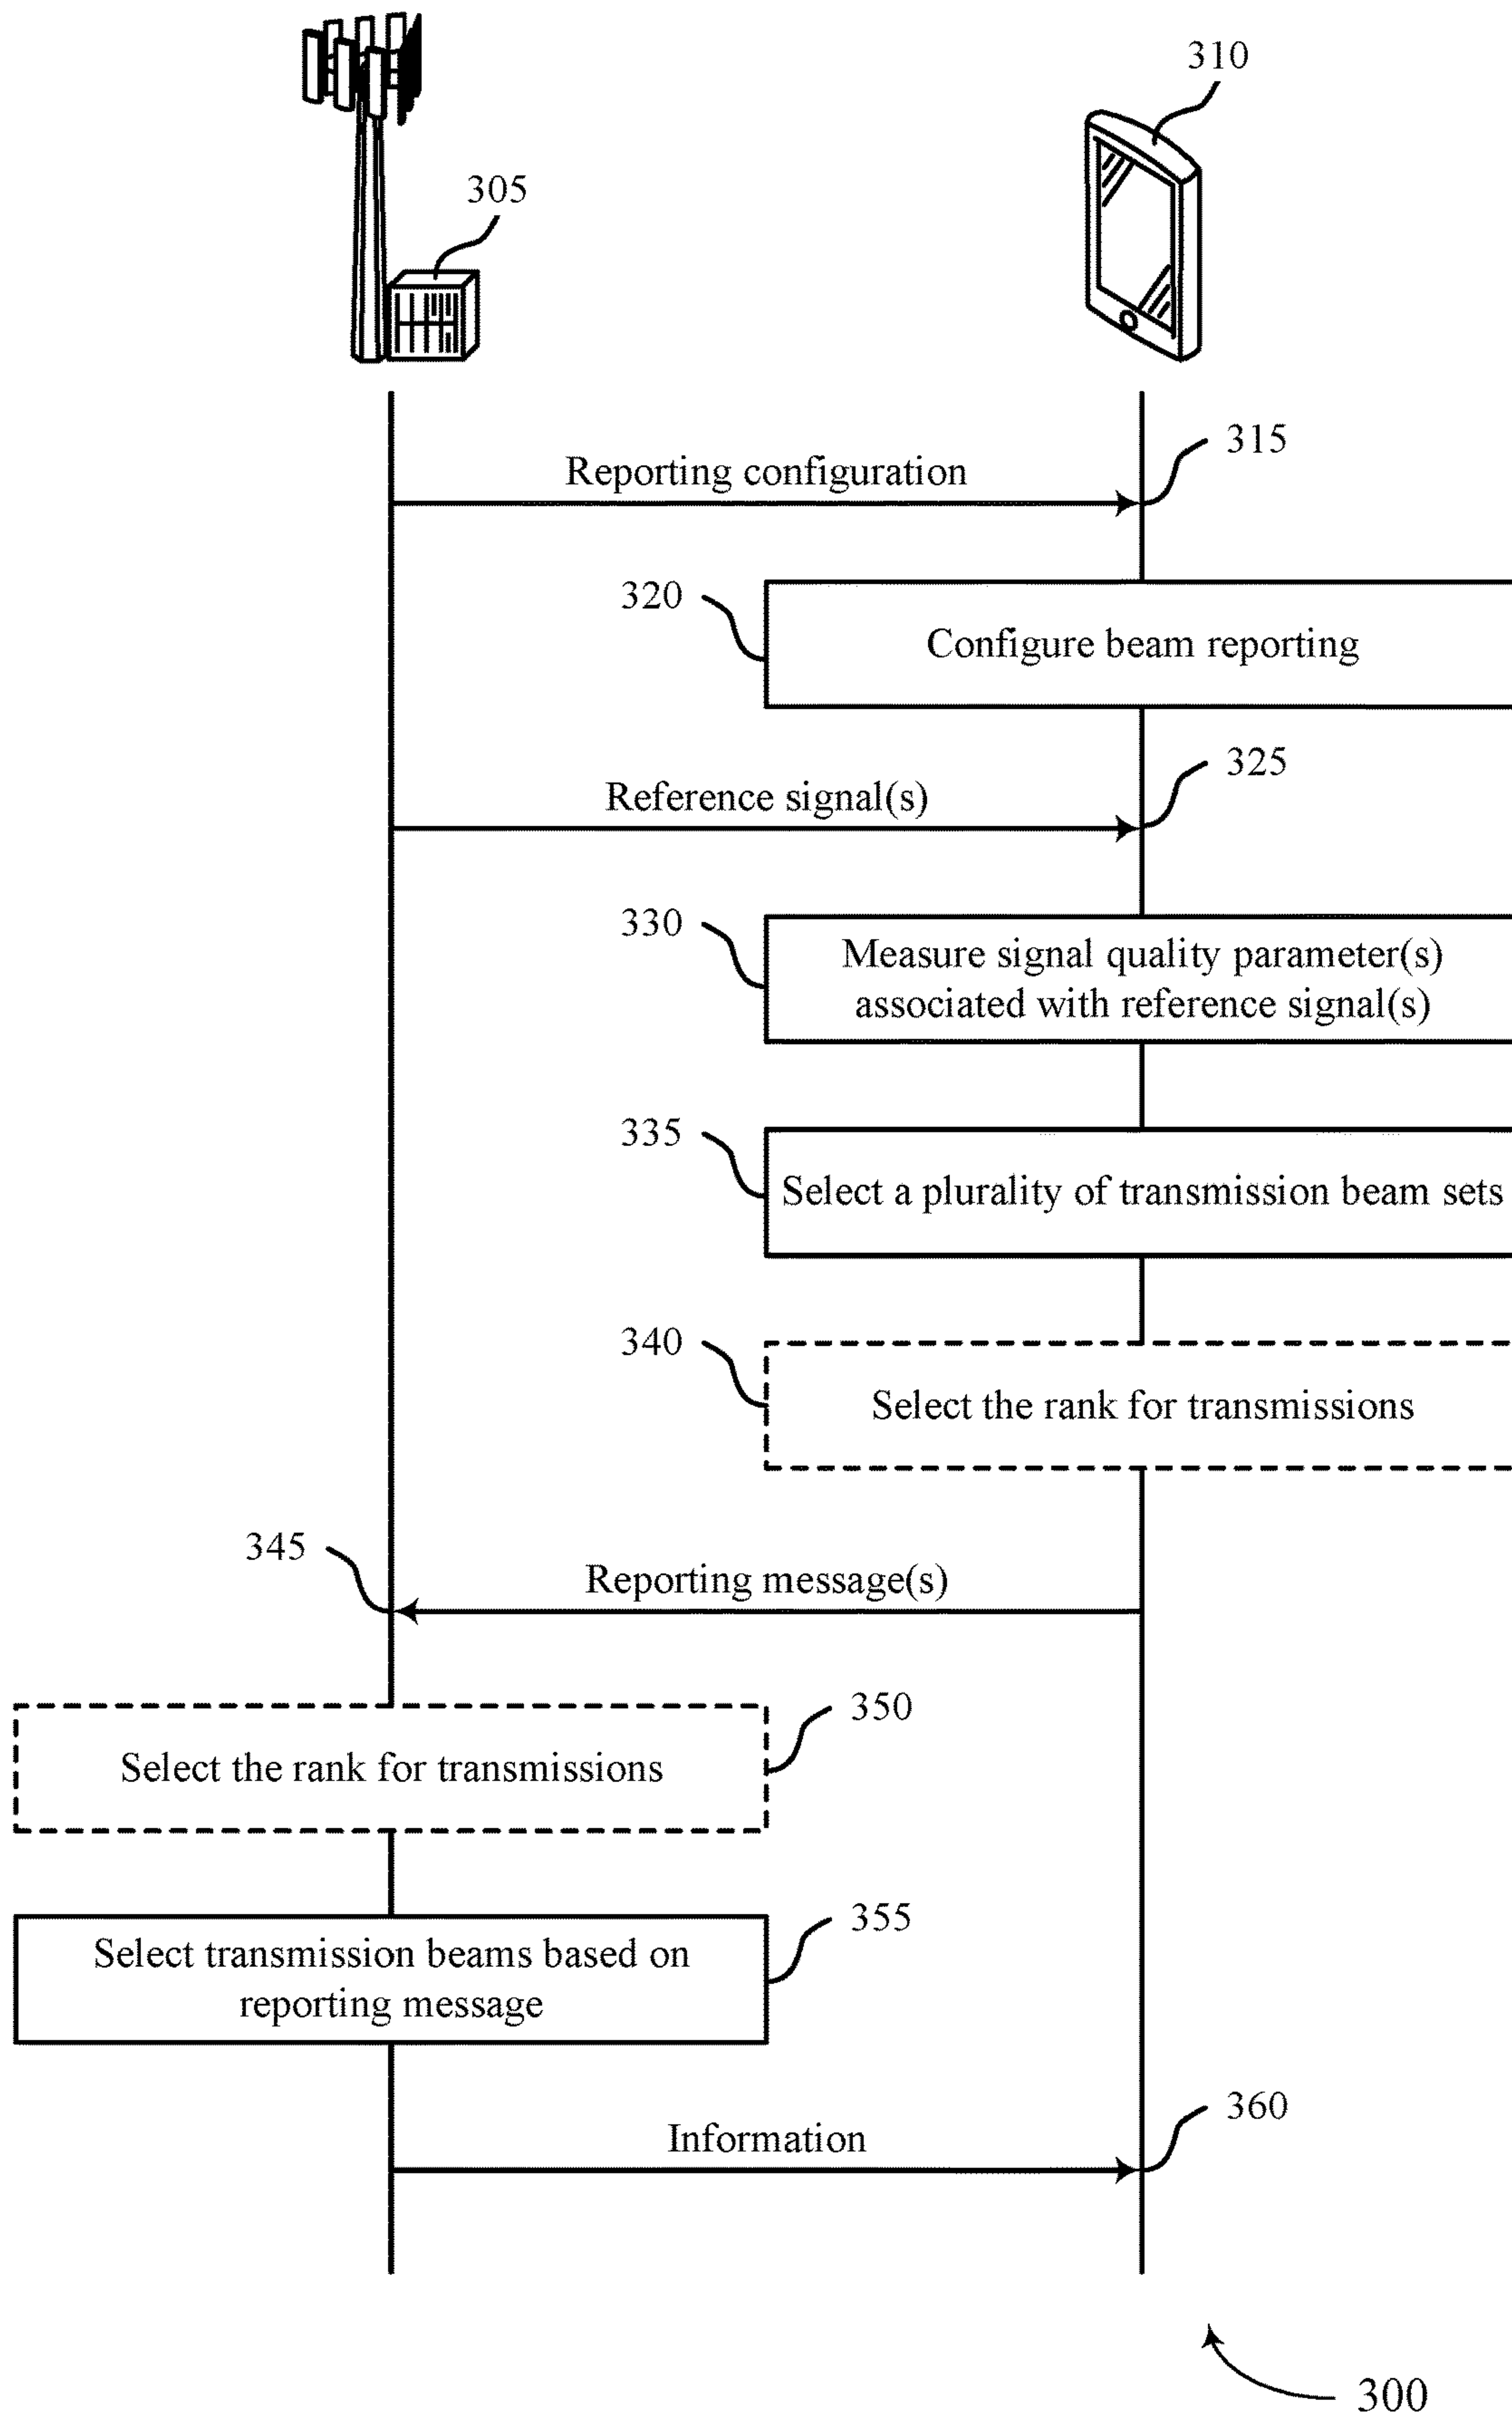 310
305
315
Reporting configuration
320
Configure beam reporting
325
Reference signal(s)
330
Measure signal quality parameter(s)
associated with reference signal(s)
335
Select a plurality of transmission beam sets
340
Select the rank for transmissions
345
Reporting message(s)
350
Select the rank for transmissions
355
Select transmission beams based on
reporting message
360
Information
300